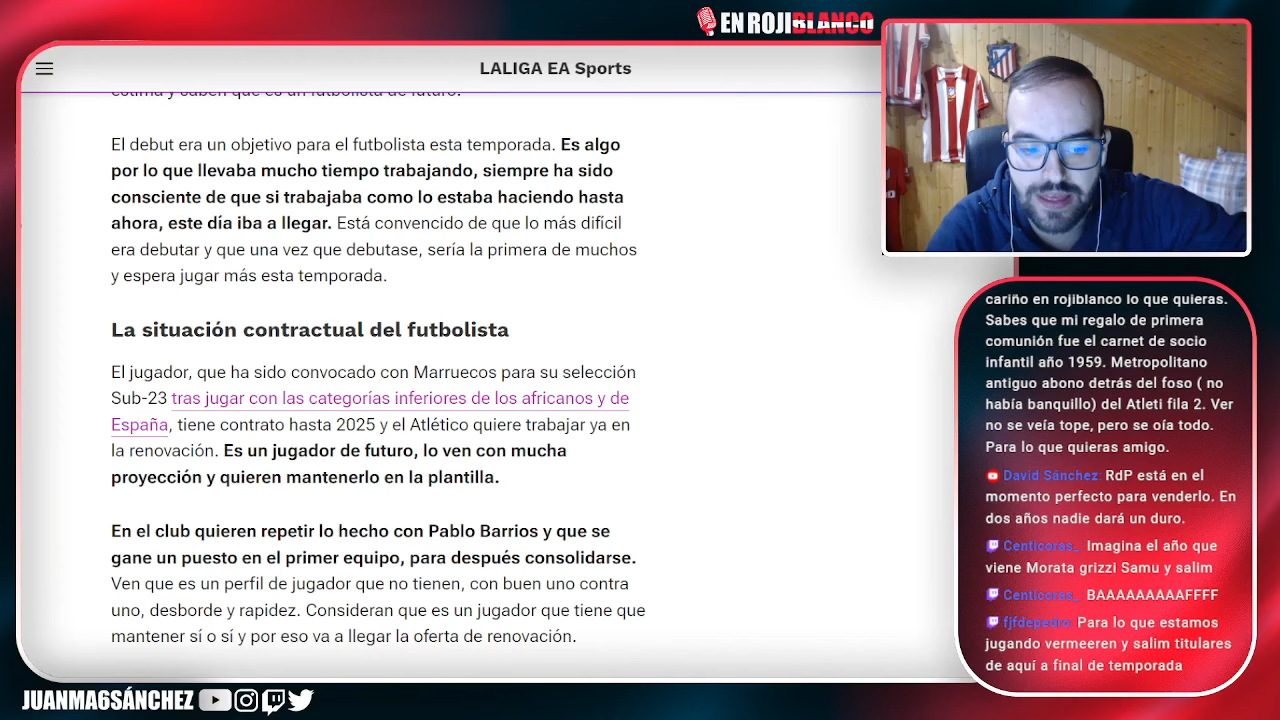 EN ROJIBLANCO
LALIGA EA Sports
estima y saben que es un futbolista de futuro.
El debut era un objetivo para el futbolista esta temporada. Es algo
por lo que llevaba mucho tiempo trabajando, siempre ha sido
consciente de que si trabajaba como lo estaba haciendo hasta
ahora, este día iba a llegar. Está convencido de que lo más difícil
era debutar y que una vez que debutase, sería la primera de muchos
y espera jugar más esta temporada.
La situación contractual del futbolista
El jugador, que ha sido convocado con Marruecos para su selección
Sub-23 tras jugar con las categorías inferiores de los africanos y de
España, tiene contrato hasta 2025 y el Atlético quiere trabajar ya en
la renovación. Es un jugador de futuro, lo ven con mucha
proyección y quieren mantenerlo en la plantilla.
En el club quieren repetir lo hecho con Pablo Barrios y que se
gane un puesto en el primer equipo, para después consolidarse.
Ven que es un perfil de jugador que no tienen, con buen uno contra
uno, desborde y rapidez. Consideran que es un jugador que tiene que
mantener sí o sí y por eso va a llegar la oferta de renovación.
cariño en rojiblanco lo que quieras.
Sabes que mi regalo de primera
comunión fue el carnet de socio
infantil año 1959. Metropolitano
antiguo abono detrás del foso ( no
había banquillo) del Atleti fila 2. Ver
no se veía tope, pero se oía todo.
Para lo que quieras amigo.
David Sánchez: RdP está en el
momento perfecto para venderlo. En
dos años nadie dará un duro.
Centicoras_: Imagina el año que
viene Morata grizzi Samu y salim
Centicoras_: BAAAAAAAAAFFFF
fjfdepedro: Para lo que estamos
jugando vermeeren y salim titulares
de aquí a final de temporada
JUANMA6SÁNCHEZ